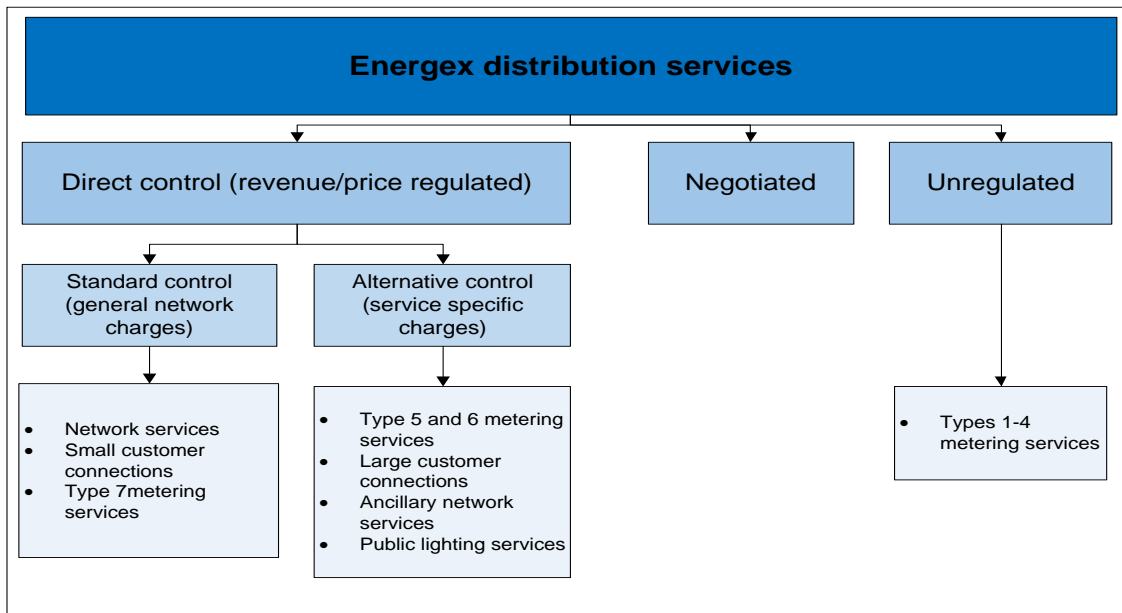 Energex distribution services
Direct control (revenue/price regulated)
Negotiated
Unregulated
Standard control
(general network
charges)
Alternative control
(service specific
charges)
• Network services
• Small customer
connections
• Type 7metering
services
• Type 5 and 6 metering
services
• Large customer
connections
• Ancillary network
services
• Public lighting services
• Types 1-4
metering services